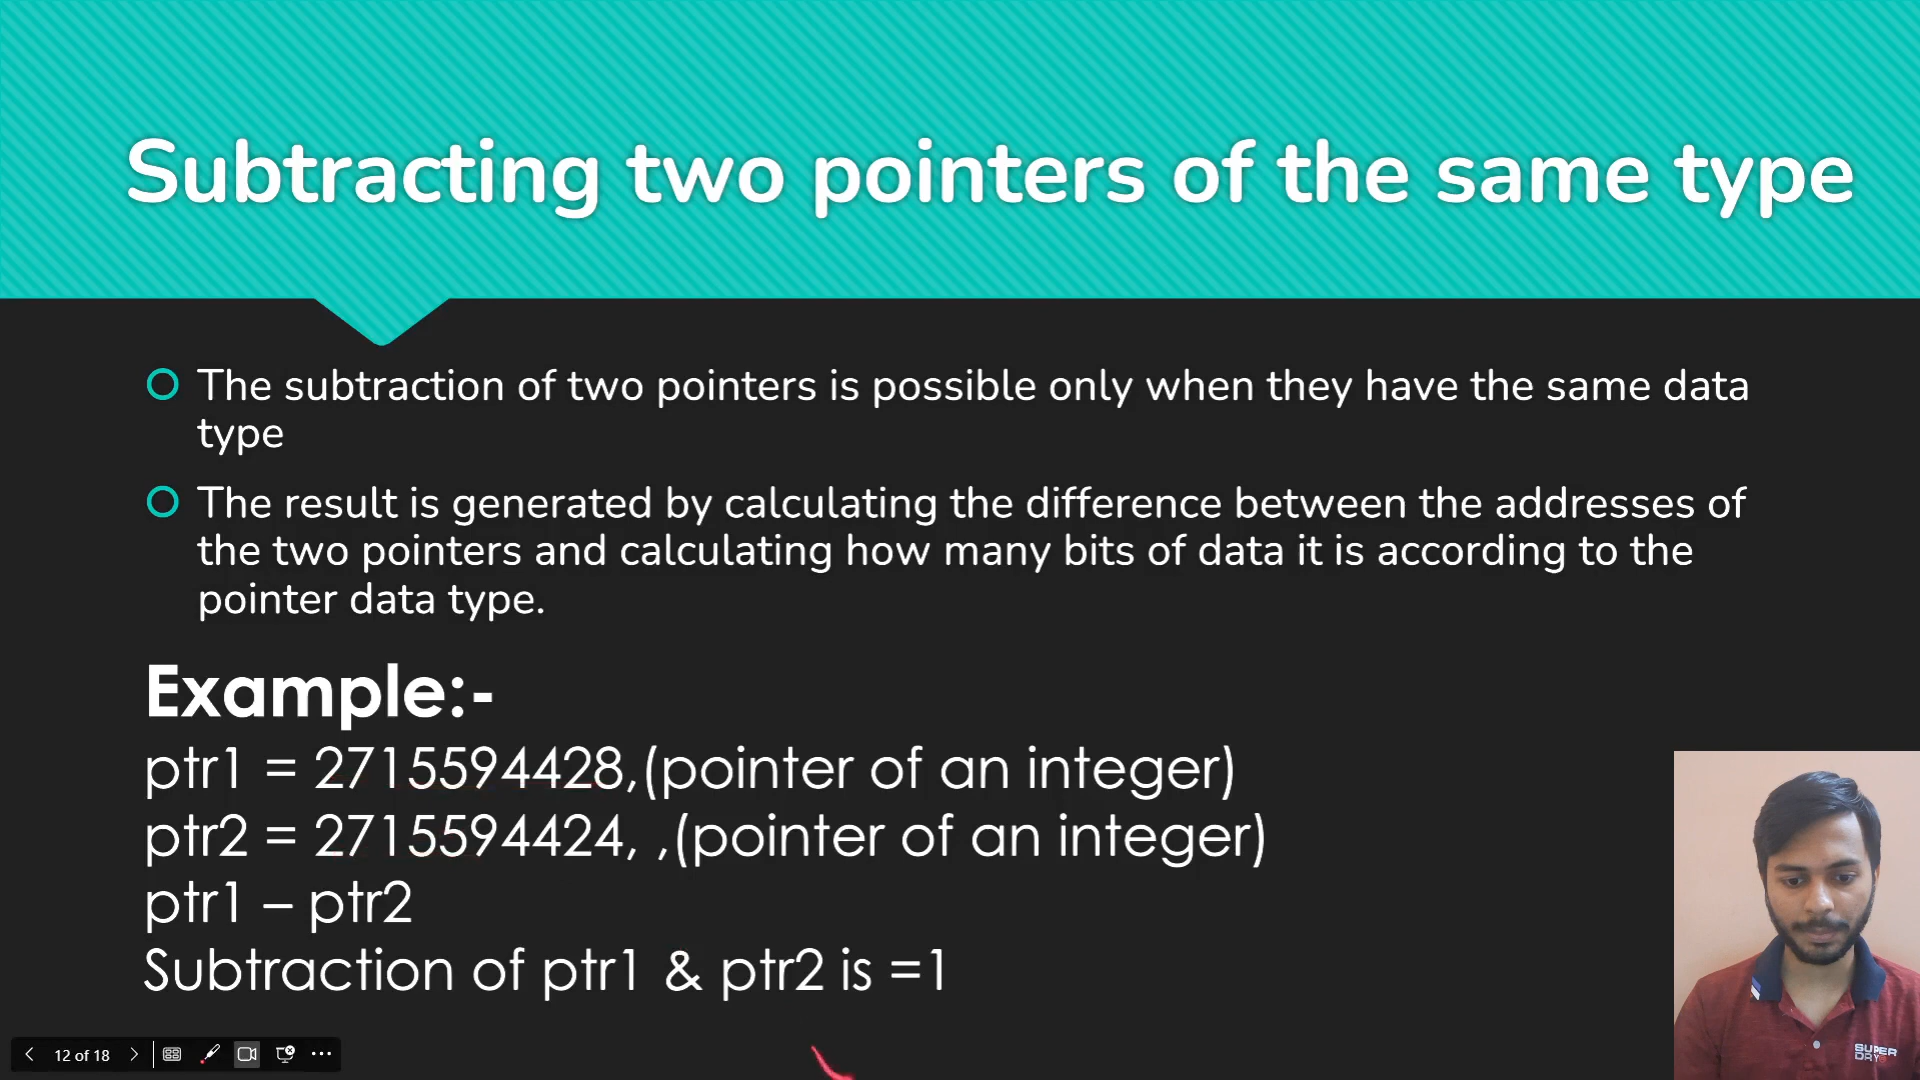 Subtracting two pointers of the same type
The subtraction of two pointers is possible only when they have the same data
type
The result is generated by calculating the difference between the addresses of
the two pointers and calculating how many bits of data it is according to the
pointer data type.
Example:-
ptr1 = 2715594428,(pointer of an integer)
ptr2 = 2715594424, ,(pointer of an integer)
ptr1 – ptr2
Subtraction of ptr1 & ptr2 is =1
12 of 18
SUPER
DRY